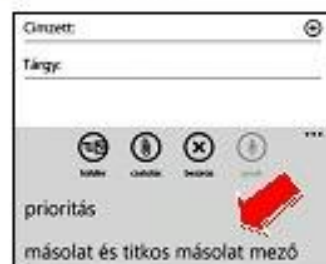 Címzett:
Tárgy:
küldés csatolás bezárás
prioritás
másolat és titkos másolat mező